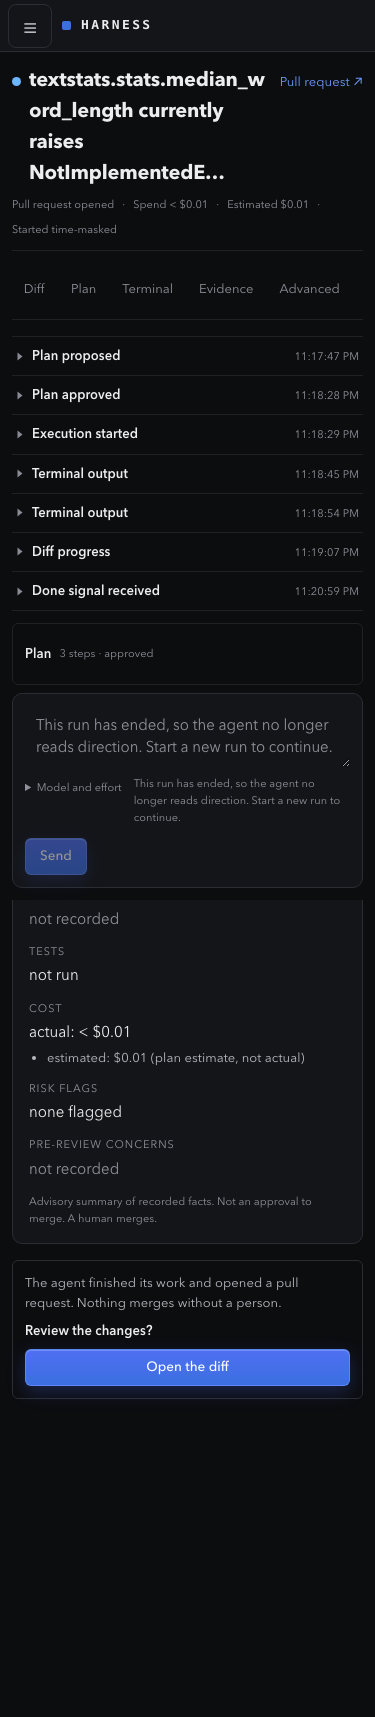 HARNESS
textstats.stats.median_w
ord_length currently
raises
NotImplementedE...
Pull request ↗
Pull request opened · Spend < $0.01 · Estimated $0.01 ·
Started time-masked
Diff Plan Terminal Evidence Advanced
Plan proposed 11:17:47 PM
Plan approved 11:18:28 PM
Execution started 11:18:29 PM
Terminal output 11:18:45 PM
Terminal output 11:18:54 PM
Diff progress 11:19:07 PM
Done signal received 11:20:59 PM
Plan 3 steps · approved
This run has ended, so the agent no longer
reads direction. Start a new run to continue.
Model and effort
This run has ended, so the agent no
longer reads direction. Start a new run to
continue.
Send
not recorded
TESTS
not run
COST
actual: < $0.01
• estimated: $0.01 (plan estimate, not actual)
RISK FLAGS
none flagged
PRE-REVIEW CONCERNS
not recorded
Advisory summary of recorded facts. Not an approval to
merge. A human merges.
The agent finished its work and opened a pull
request. Nothing merges without a person.
Review the changes?
Open the diff